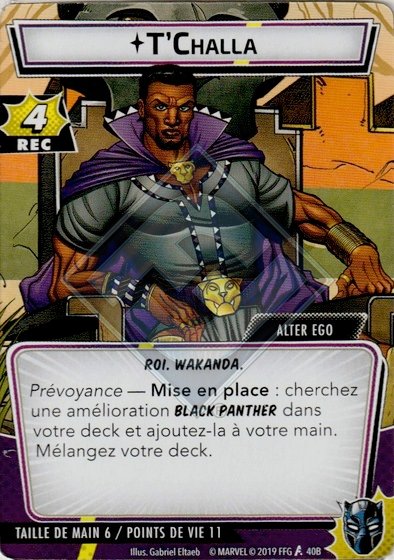 T'CHALLA
4
REC
ALTER EGO
ROI. WAKANDA.
Prévoyance — Mise en place : cherchez
une amélioration BLACK PANTHER dans
votre deck et ajoutez-la à votre main.
Mélangez votre deck.
TAILLE DE MAIN 6 / POINTS DE VIE 11
Illus. Gabriel Eltaeb © MARVEL © 2019 FFG 40B